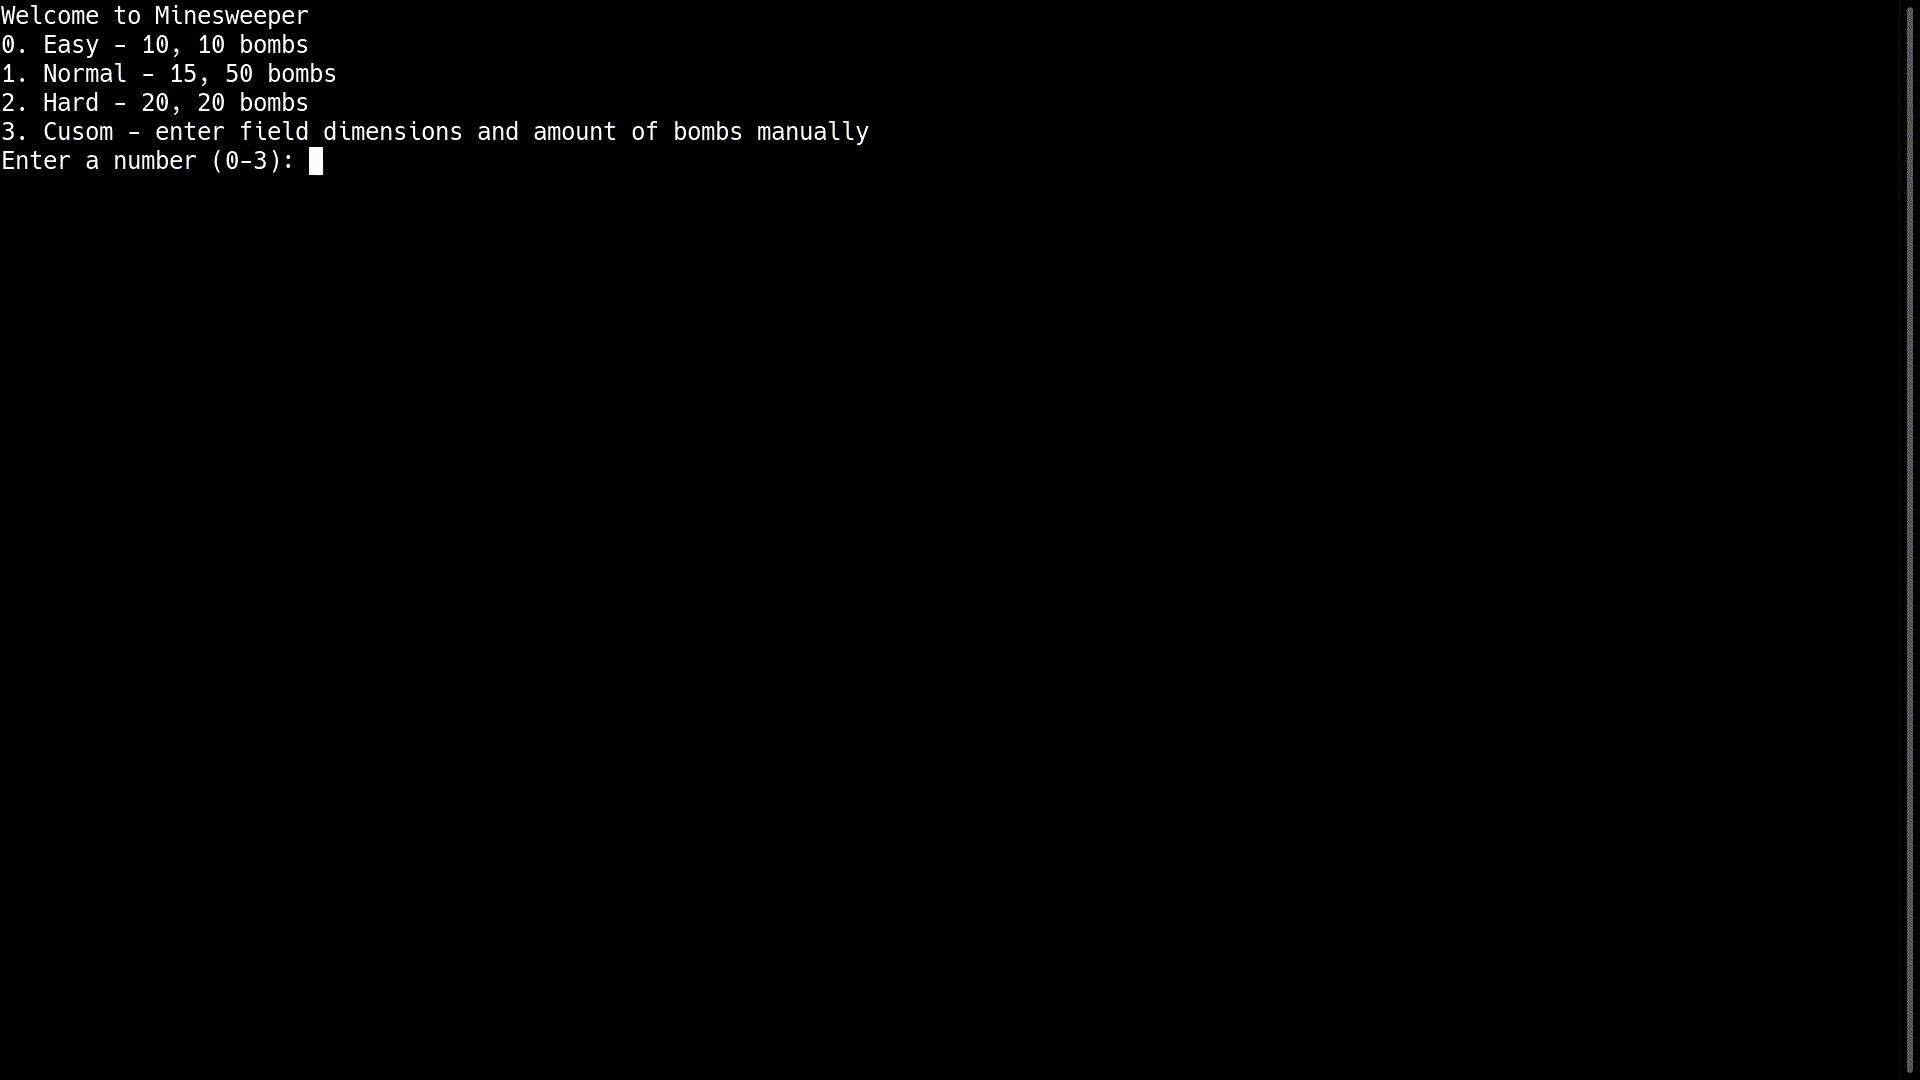 Welcome to Minesweeper
0. Easy - 10, 10 bombs
1. Normal - 15, 50 bombs
2. Hard - 20, 20 bombs
3. Cusom - enter field dimensions and amount of bombs manually
Enter a number (0-3):